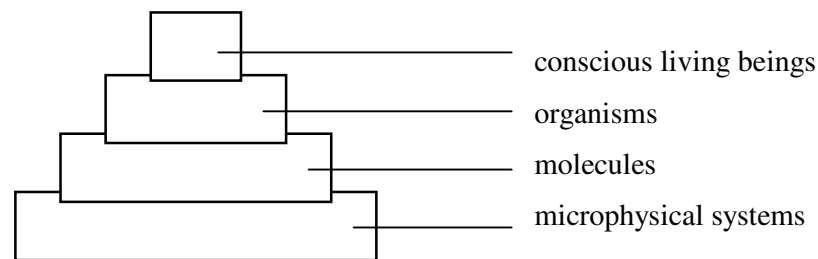 conscious living beings
organisms
molecules
microphysical systems